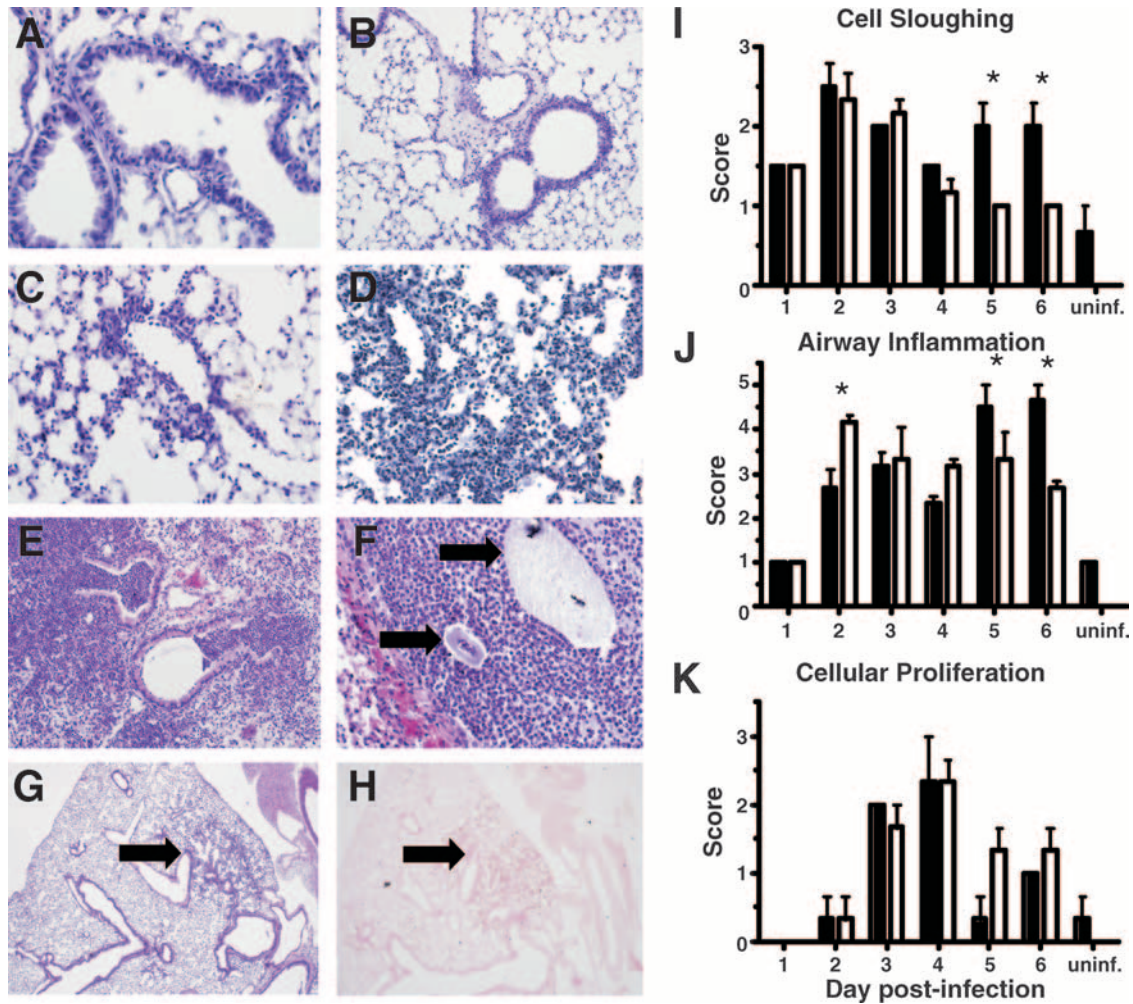 A
B
C
D
E
F
G
H
I
Cell Sloughing
Score
3
2
1
0
* *
1 2 3 4 5 6 uninf.
J
Airway Inflammation
Score
5
4
3
2
1
0
* * *
1 2 3 4 5 6 uninf.
K
Cellular Proliferation
Score
3
2
1
0
1 2 3 4 5 6 uninf.
Day post-infection